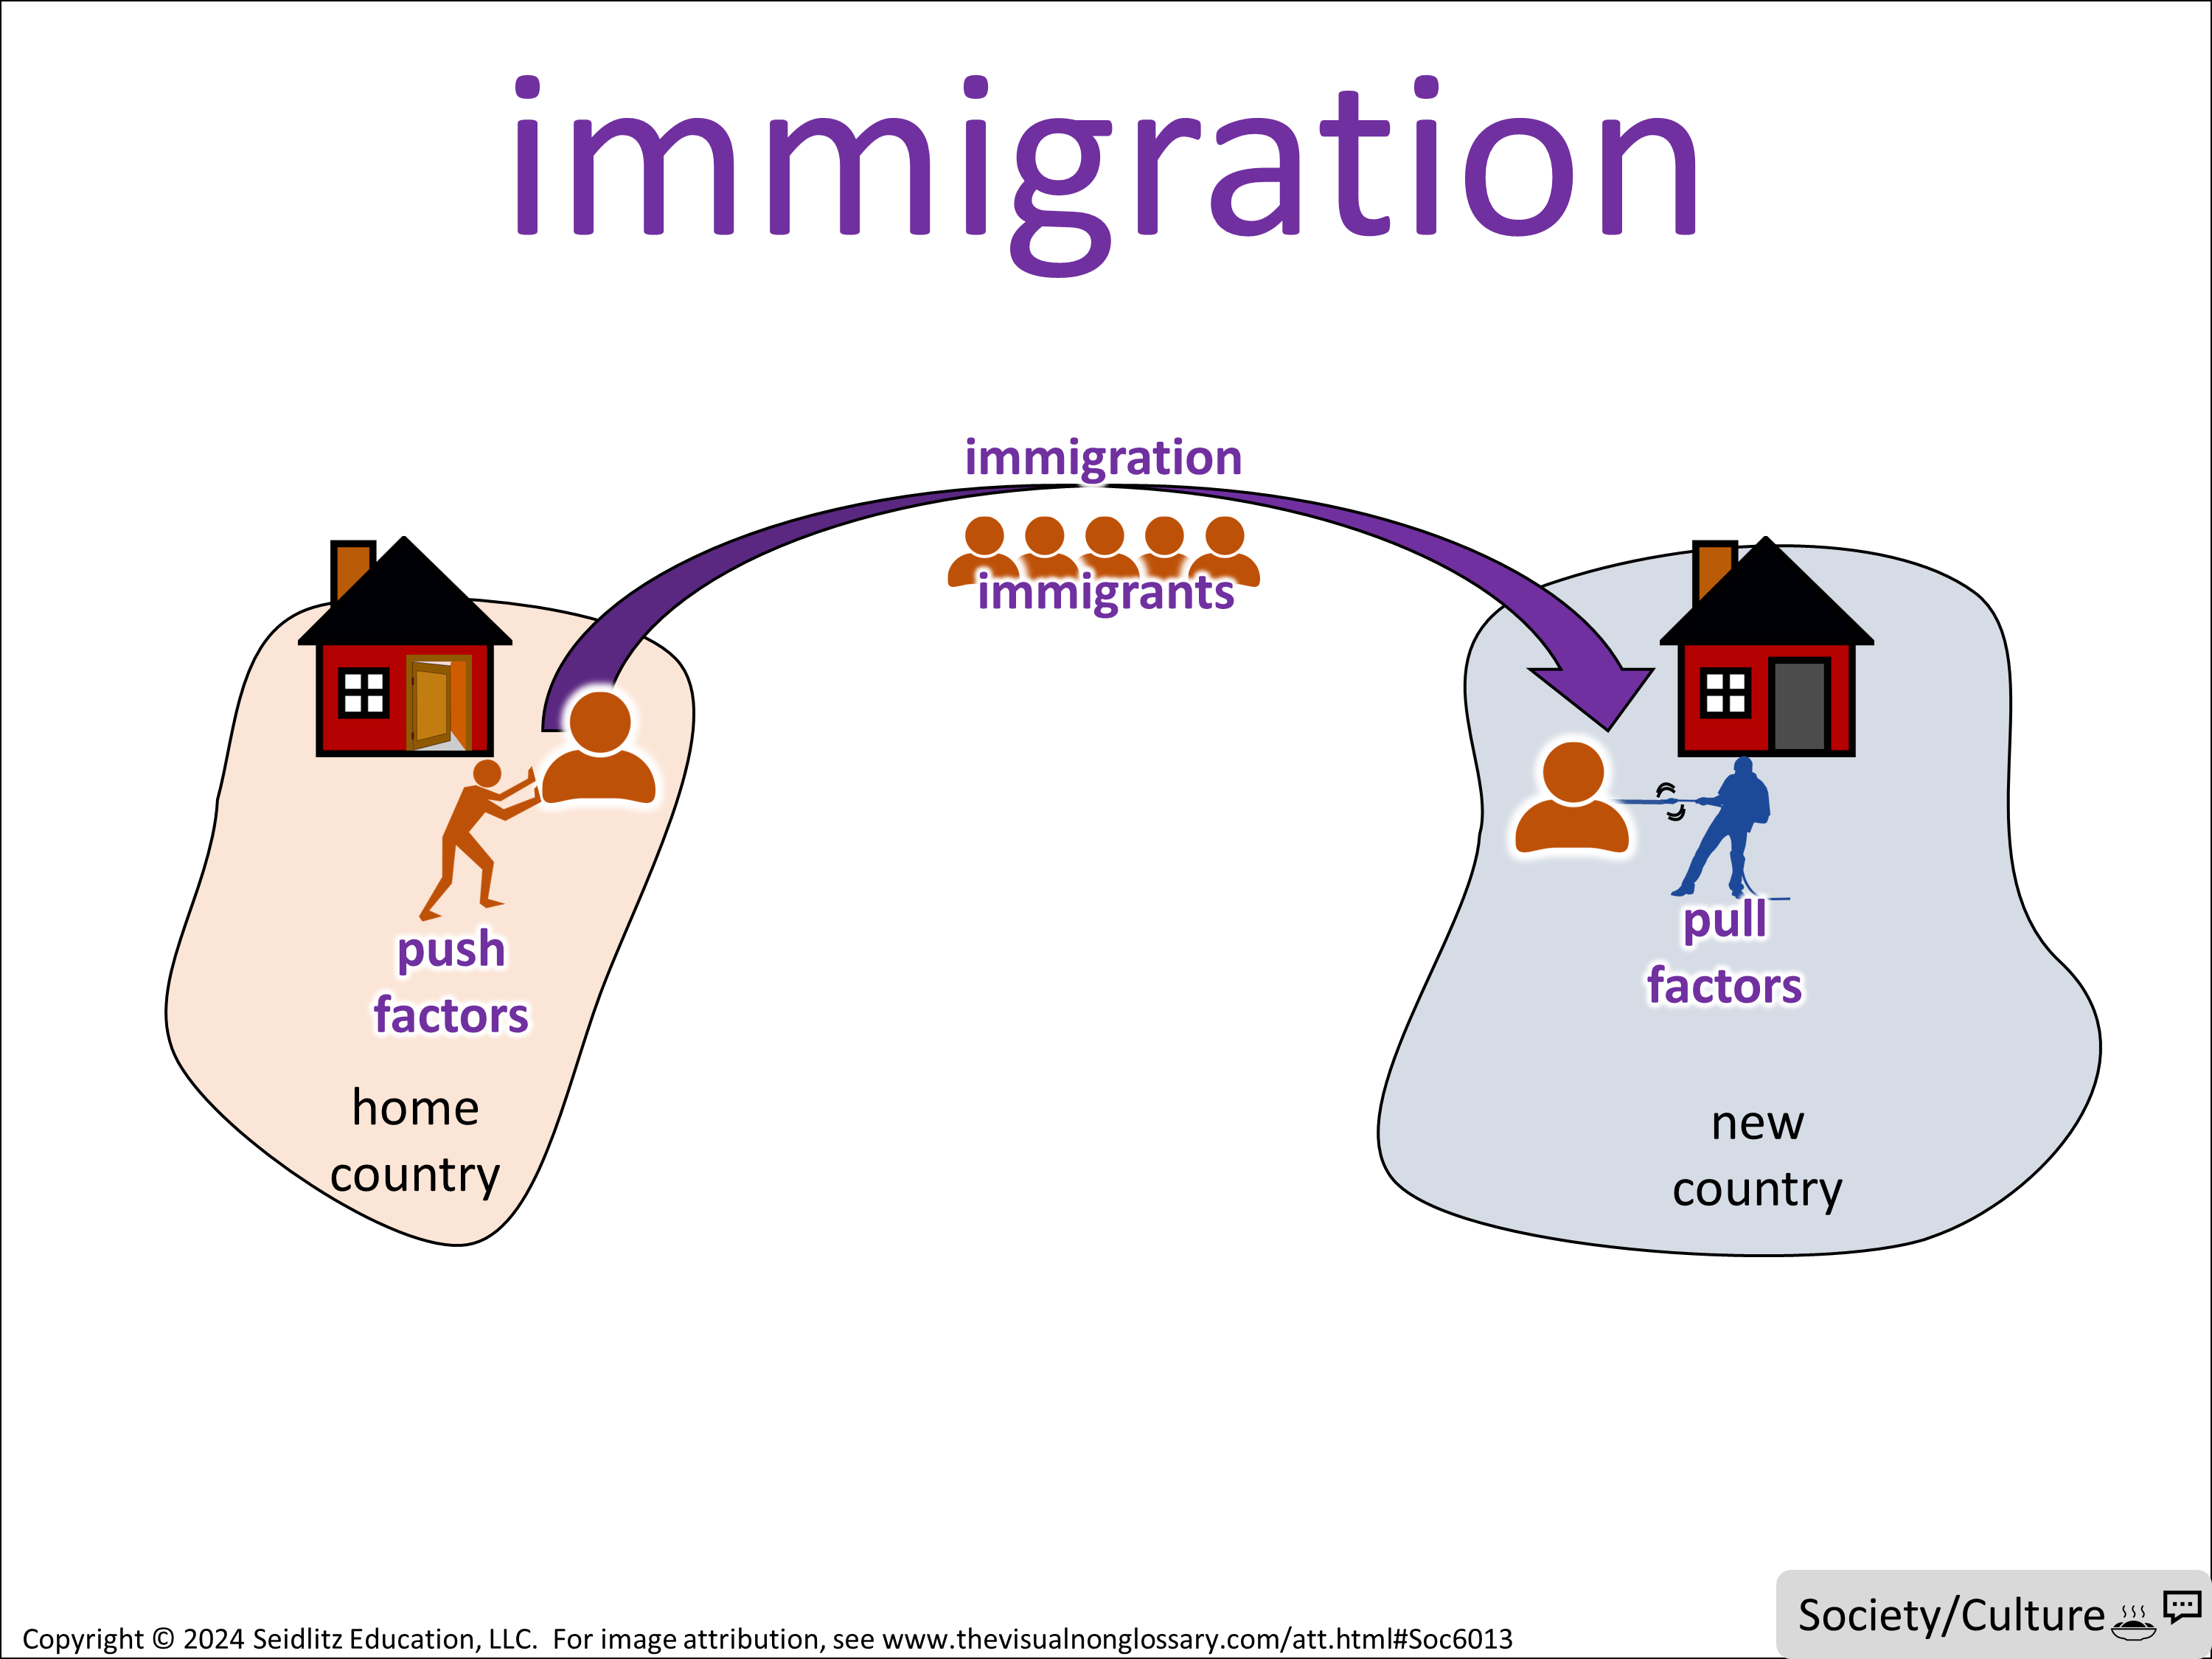 immigration
immigration
immigrants
push
factors
home
country
pull
factors
new
country
Society/Culture
Copyright © 2024 Seidlitz Education, LLC.  For image attribution, see www.thevisualnonglossary.com/att.html#Soc6013